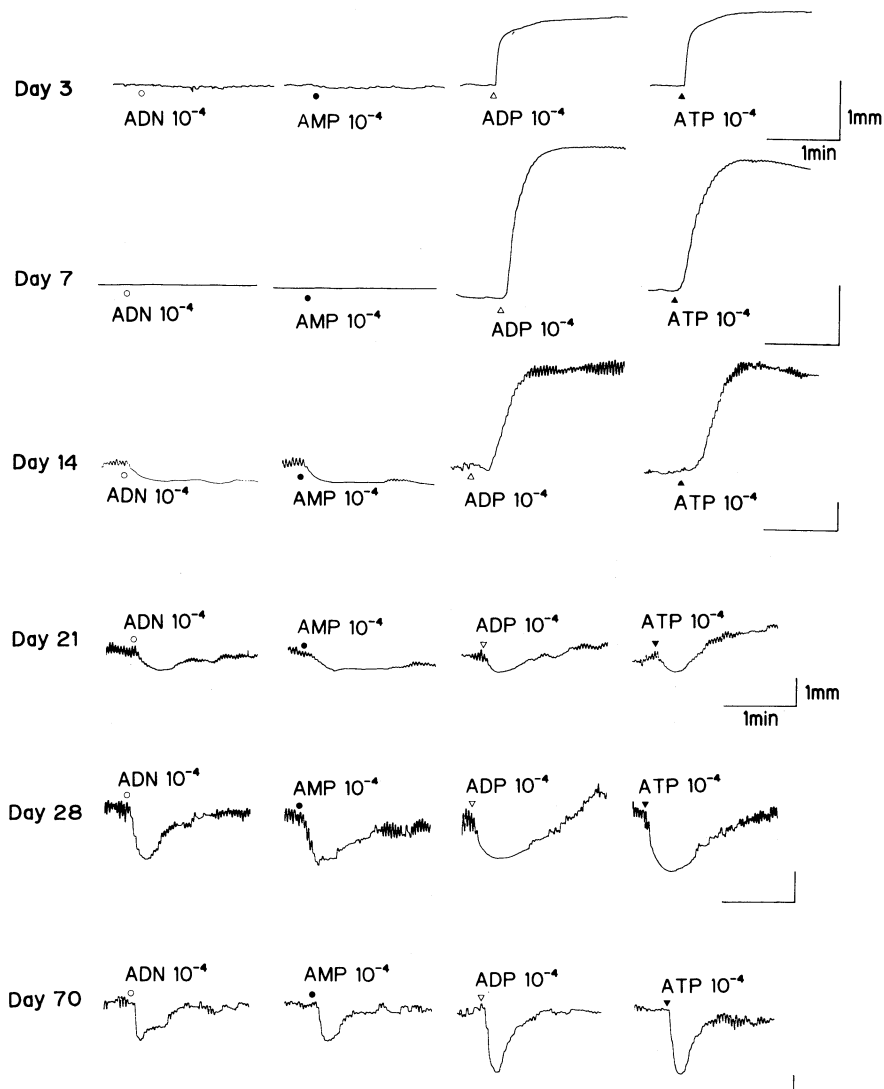 Day 3
ADN 10⁻⁴
AMP 10⁻⁴
ADP 10⁻⁴
ATP 10⁻⁴
1mm
1min
Day 7
ADN 10⁻⁴
AMP 10⁻⁴
ADP 10⁻⁴
ATP 10⁻⁴
Day 14
ADN 10⁻⁴
AMP 10⁻⁴
ADP 10⁻⁴
ATP 10⁻⁴
Day 21
ADN 10⁻⁴
AMP 10⁻⁴
ADP 10⁻⁴
ATP 10⁻⁴
1mm
1min
Day 28
ADN 10⁻⁴
AMP 10⁻⁴
ADP 10⁻⁴
ATP 10⁻⁴
Day 70
ADN 10⁻⁴
AMP 10⁻⁴
ADP 10⁻⁴
ATP 10⁻⁴